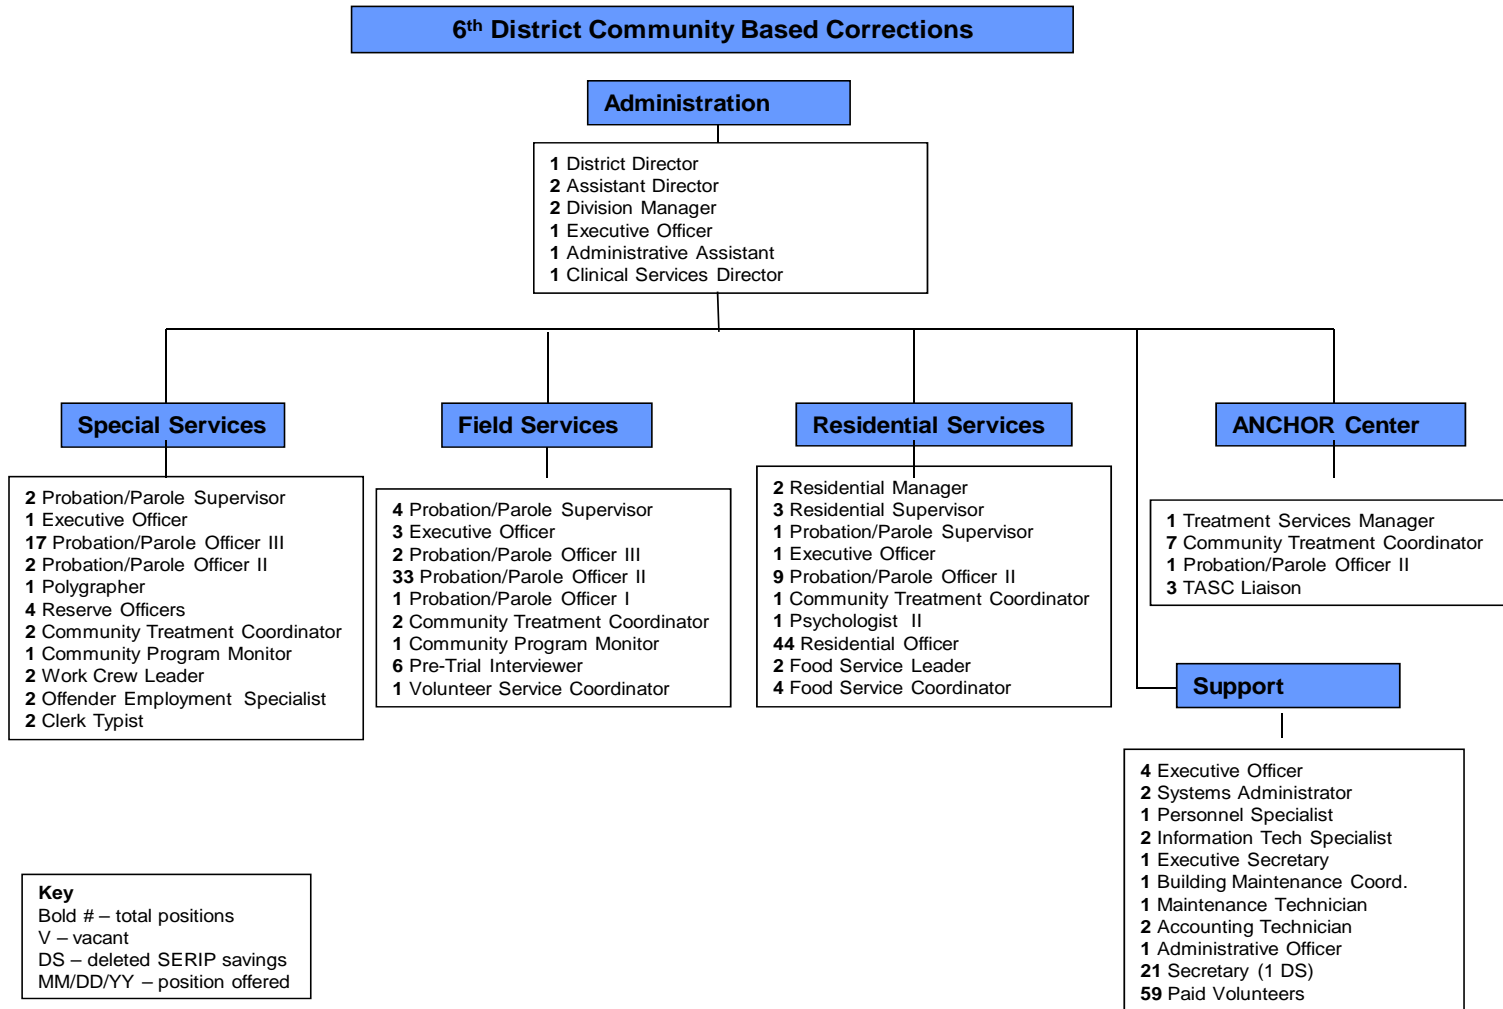 6th District Community Based Corrections
Administration
1 District Director
2 Assistant Director
2 Division Manager
1 Executive Officer
1 Administrative Assistant
1 Clinical Services Director
Special Services
2 Probation/Parole Supervisor
1 Executive Officer
17 Probation/Parole Officer III
2 Probation/Parole Officer II
1 Polygrapher
4 Reserve Officers
2 Community Treatment Coordinator
1 Community Program Monitor
2 Work Crew Leader
2 Offender Employment Specialist
2 Clerk Typist
Field Services
4 Probation/Parole Supervisor
3 Executive Officer
2 Probation/Parole Officer III
33 Probation/Parole Officer II
1 Probation/Parole Officer I
2 Community Treatment Coordinator
1 Community Program Monitor
6 Pre-Trial Interviewer
1 Volunteer Service Coordinator
Residential Services
2 Residential Manager
3 Residential Supervisor
1 Probation/Parole Supervisor
1 Executive Officer
9 Probation/Parole Officer II
1 Community Treatment Coordinator
1 Psychologist II
44 Residential Officer
2 Food Service Leader
4 Food Service Coordinator
ANCHOR Center
1 Treatment Services Manager
7 Community Treatment Coordinator
1 Probation/Parole Officer II
3 TASC Liaison
Support
4 Executive Officer
2 Systems Administrator
1 Personnel Specialist
2 Information Tech Specialist
1 Executive Secretary
1 Building Maintenance Coord.
1 Maintenance Technician
2 Accounting Technician
1 Administrative Officer
21 Secretary (1 DS)
59 Paid Volunteers
Key
Bold # – total positions
V – vacant
DS – deleted SERIP savings
MM/DD/YY – position offered